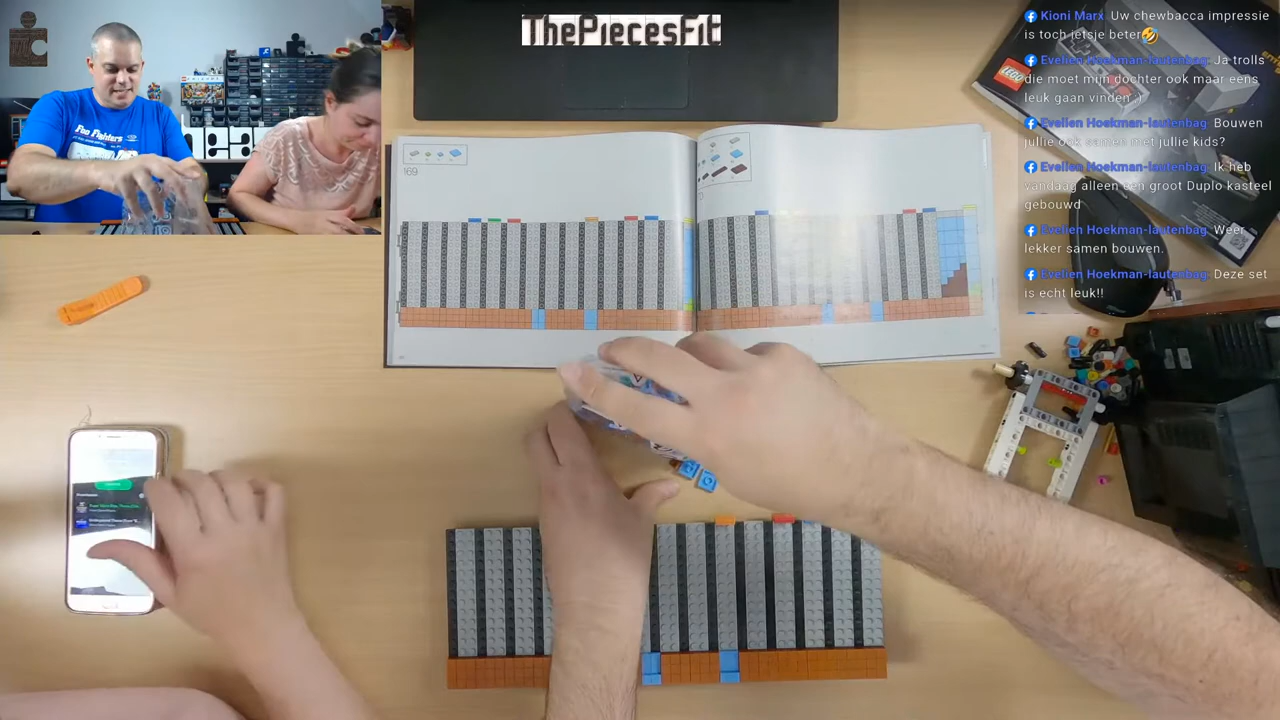 ThePiecesFit
Foo Fighters
169
LEGO
Kioni Marx: Uw chewbacca impressie
is toch ietsje beter🤣
Evelien Hoekman-lautenbag: Ja trolls
die moet mijn dochter ook maar eens
leuk gaan vinden :)
Evelien Hoekman-lautenbag: Bouwen
jullie ook samen met jullie kids?
Evelien Hoekman-lautenbag: Ik heb
vandaag alleen een groot Duplo kasteel
gebouwd
Evelien Hoekman-lautenbag: Weer
lekker samen bouwen.
Evelien Hoekman-lautenbag: Deze set
is echt leuk!!